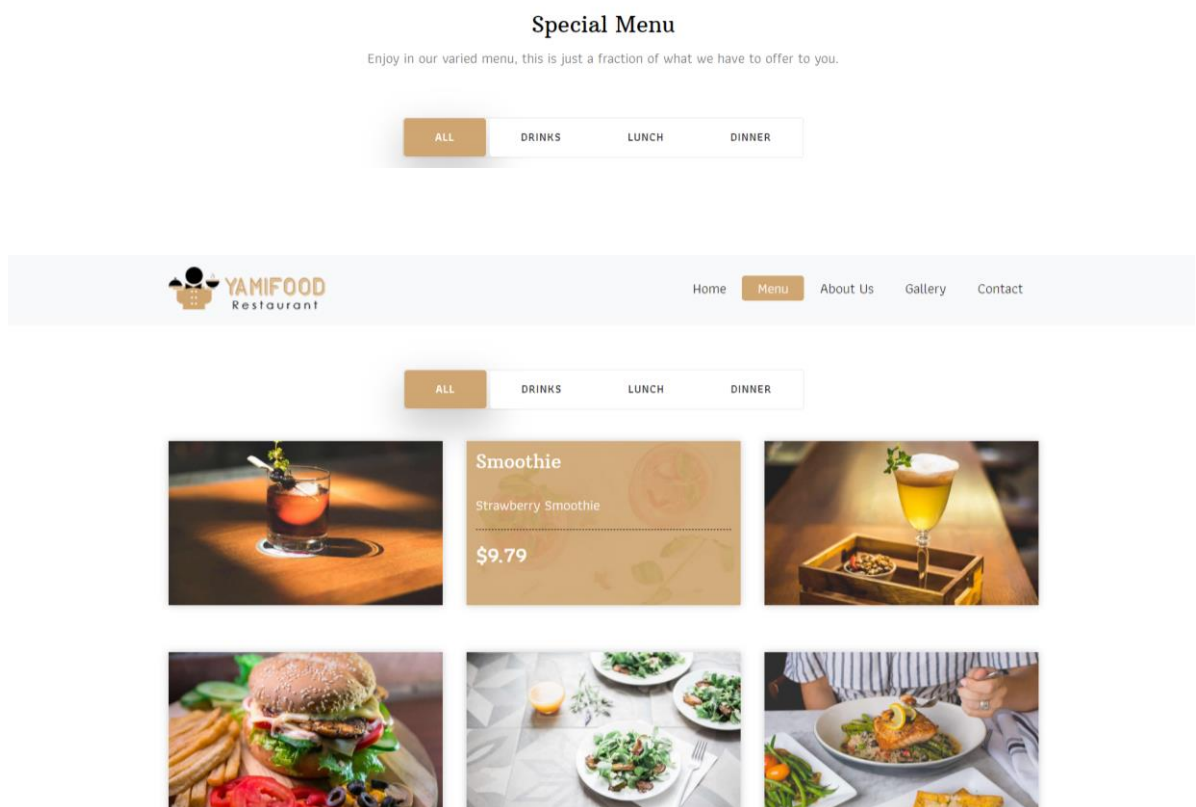 Special Menu
Enjoy in our varied menu, this is just a fraction of what we have to offer to you.
ALL DRINKS LUNCH DINNER
YAMIFOOD
Restaurant
Home Menu About Us Gallery Contact
ALL DRINKS LUNCH DINNER
Smoothie
Strawberry Smoothie
$9.79